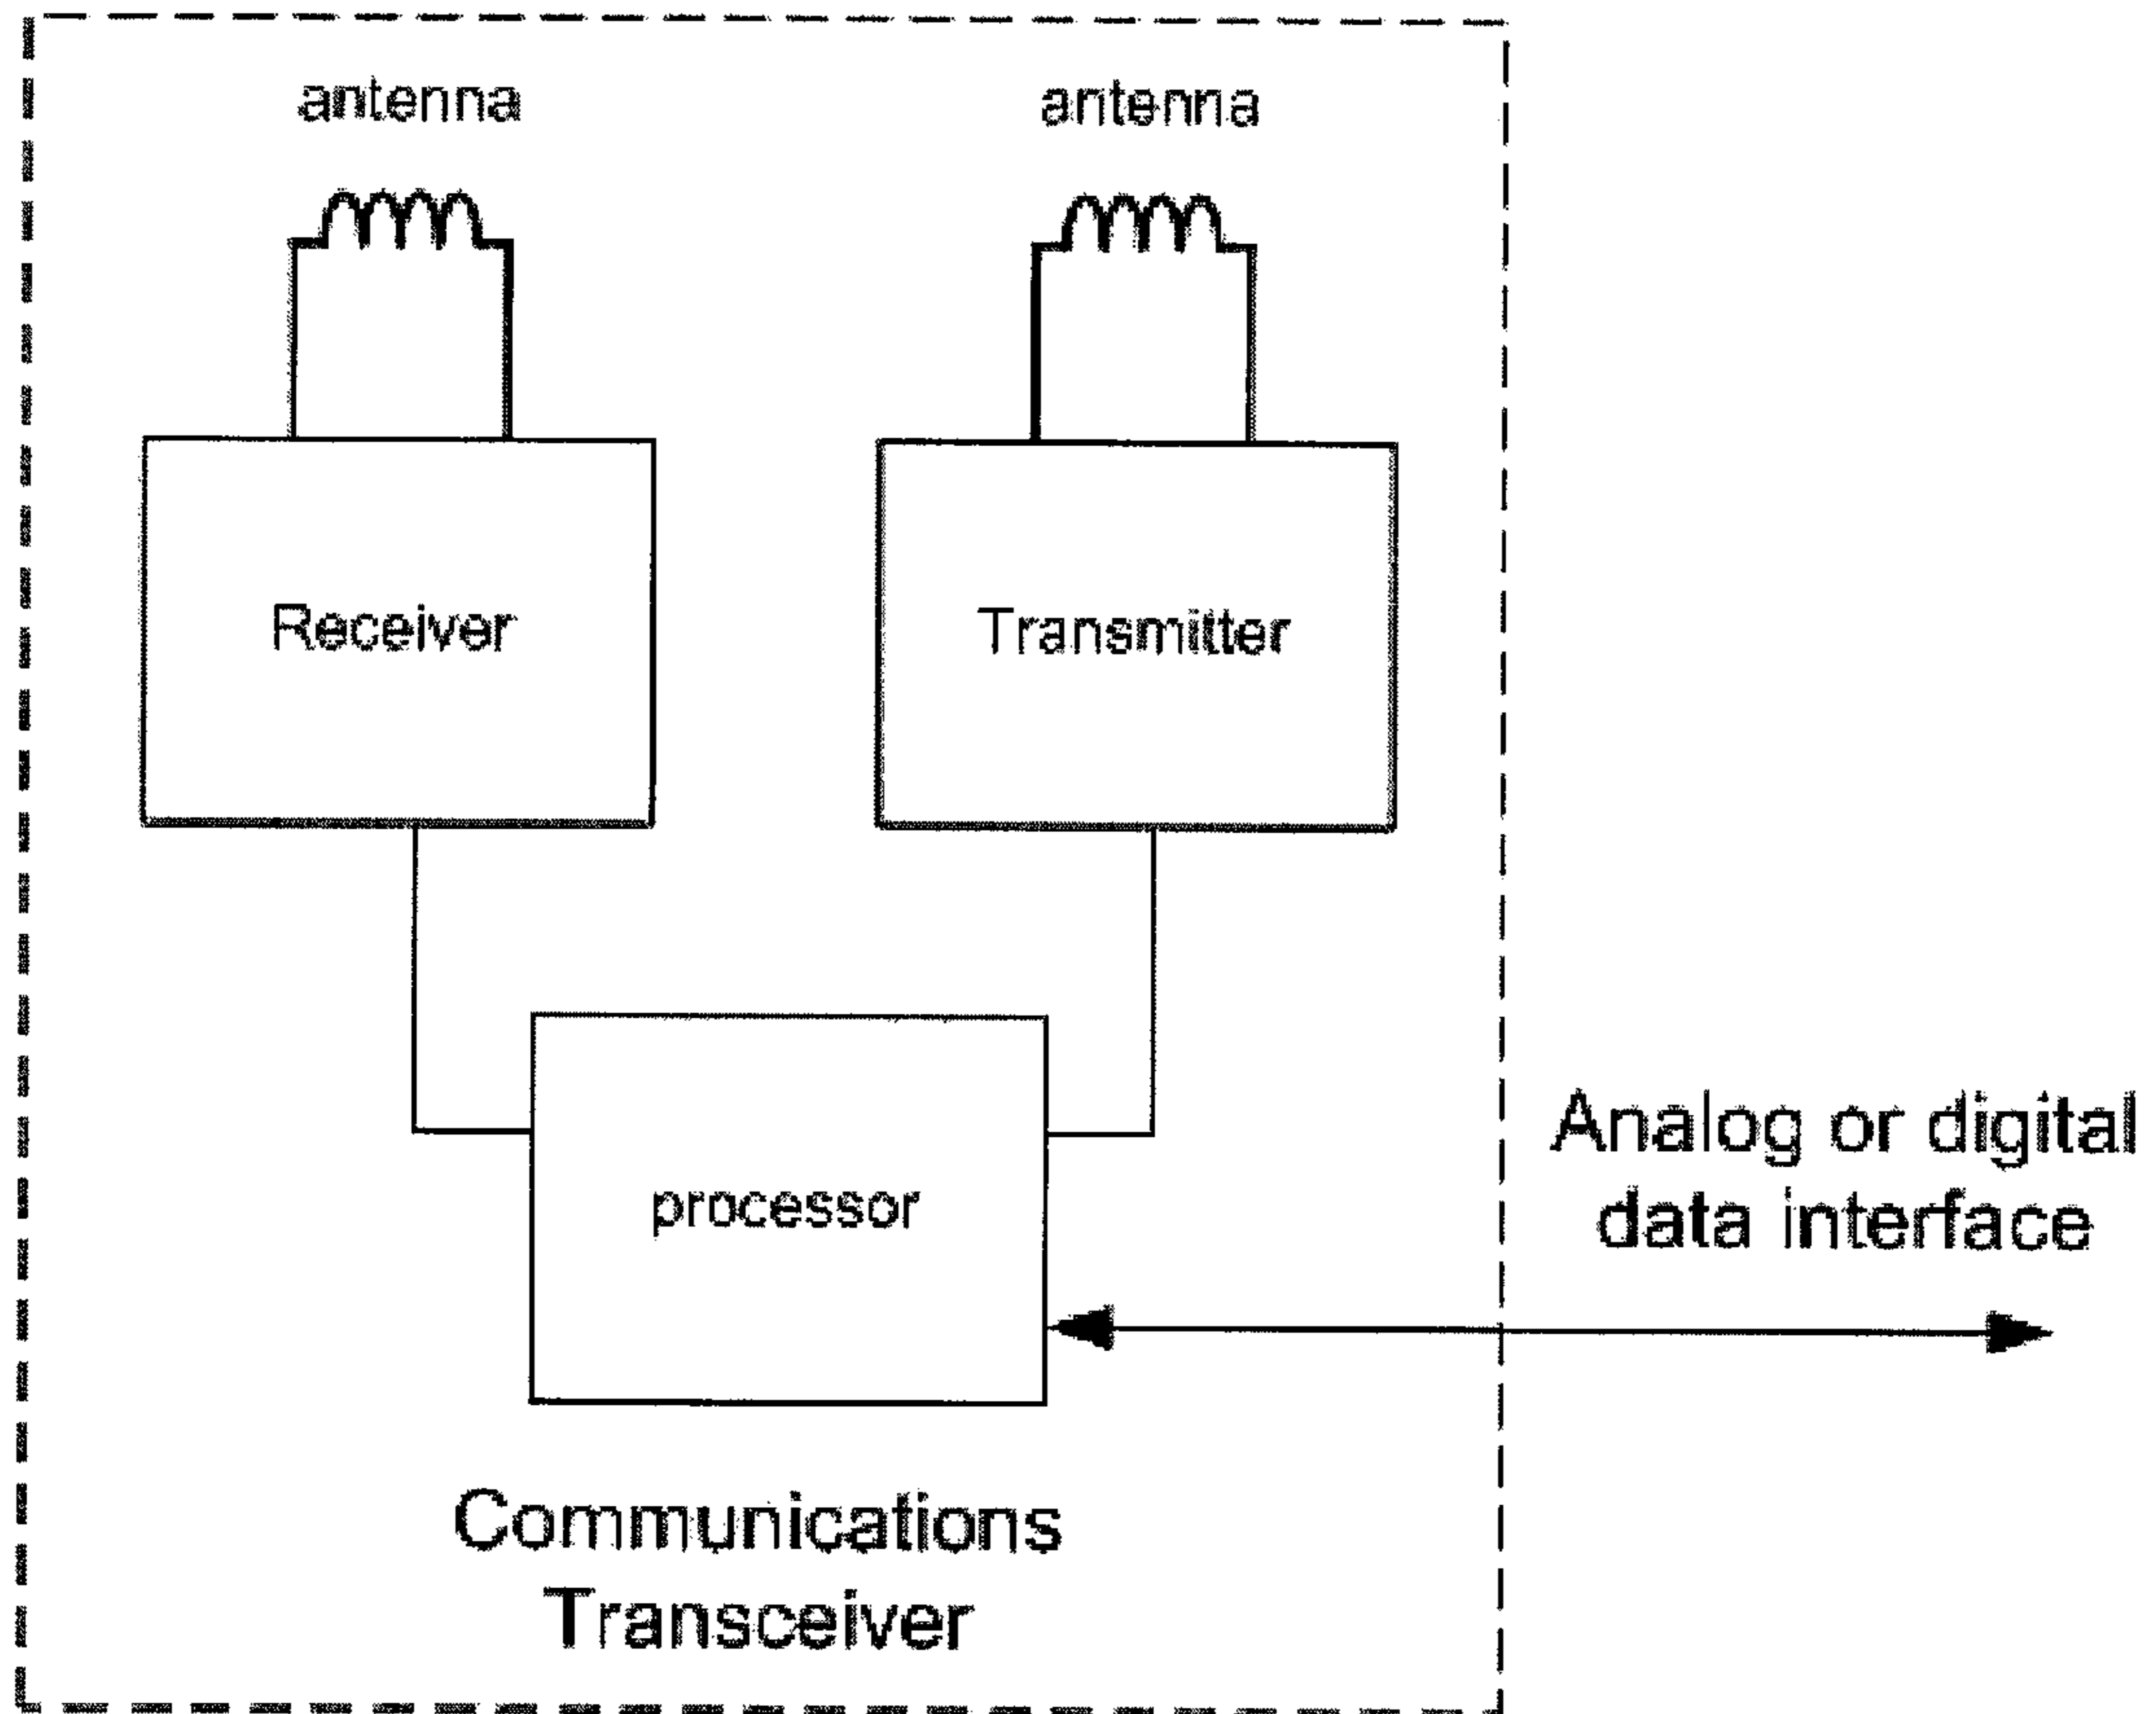 antenna
antenna
Receiver
Transmitter
processor
Analog or digital
data interface
Communications
Transceiver